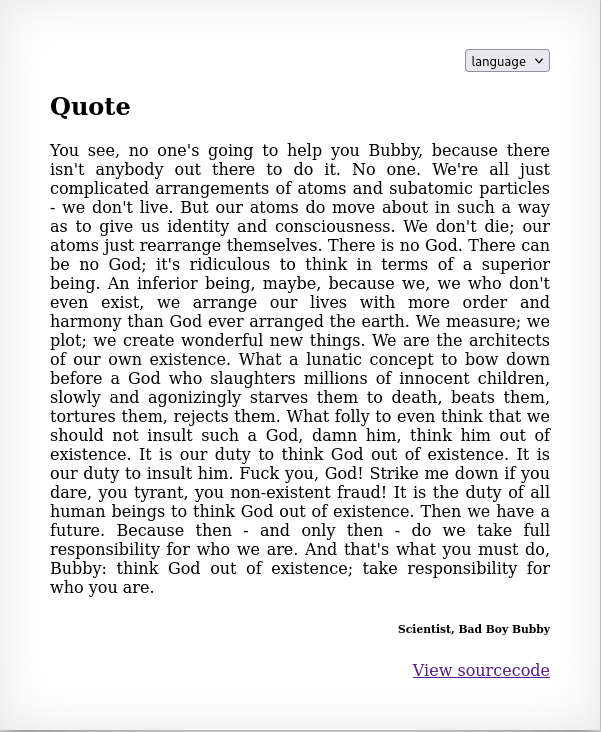 language
Quote
You see, no one's going to help you Bubby, because there
isn't anybody out there to do it. No one. We're all just
complicated arrangements of atoms and subatomic particles
- we don't live. But our atoms do move about in such a way
as to give us identity and consciousness. We don't die; our
atoms just rearrange themselves. There is no God. There can
be no God; it's ridiculous to think in terms of a superior
being. An inferior being, maybe, because we, we who don't
even exist, we arrange our lives with more order and
harmony than God ever arranged the earth. We measure; we
plot; we create wonderful new things. We are the architects
of our own existence. What a lunatic concept to bow down
before a God who slaughters millions of innocent children,
slowly and agonizingly starves them to death, beats them,
tortures them, rejects them. What folly to even think that we
should not insult such a God, damn him, think him out of
existence. It is our duty to think God out of existence. It is
our duty to insult him. Fuck you, God! Strike me down if you
dare, you tyrant, you non-existent fraud! It is the duty of all
human beings to think God out of existence. Then we have a
future. Because then - and only then - do we take full
responsibility for who we are. And that's what you must do,
Bubby: think God out of existence; take responsibility for
who you are.
Scientist, Bad Boy Bubby
View sourcecode